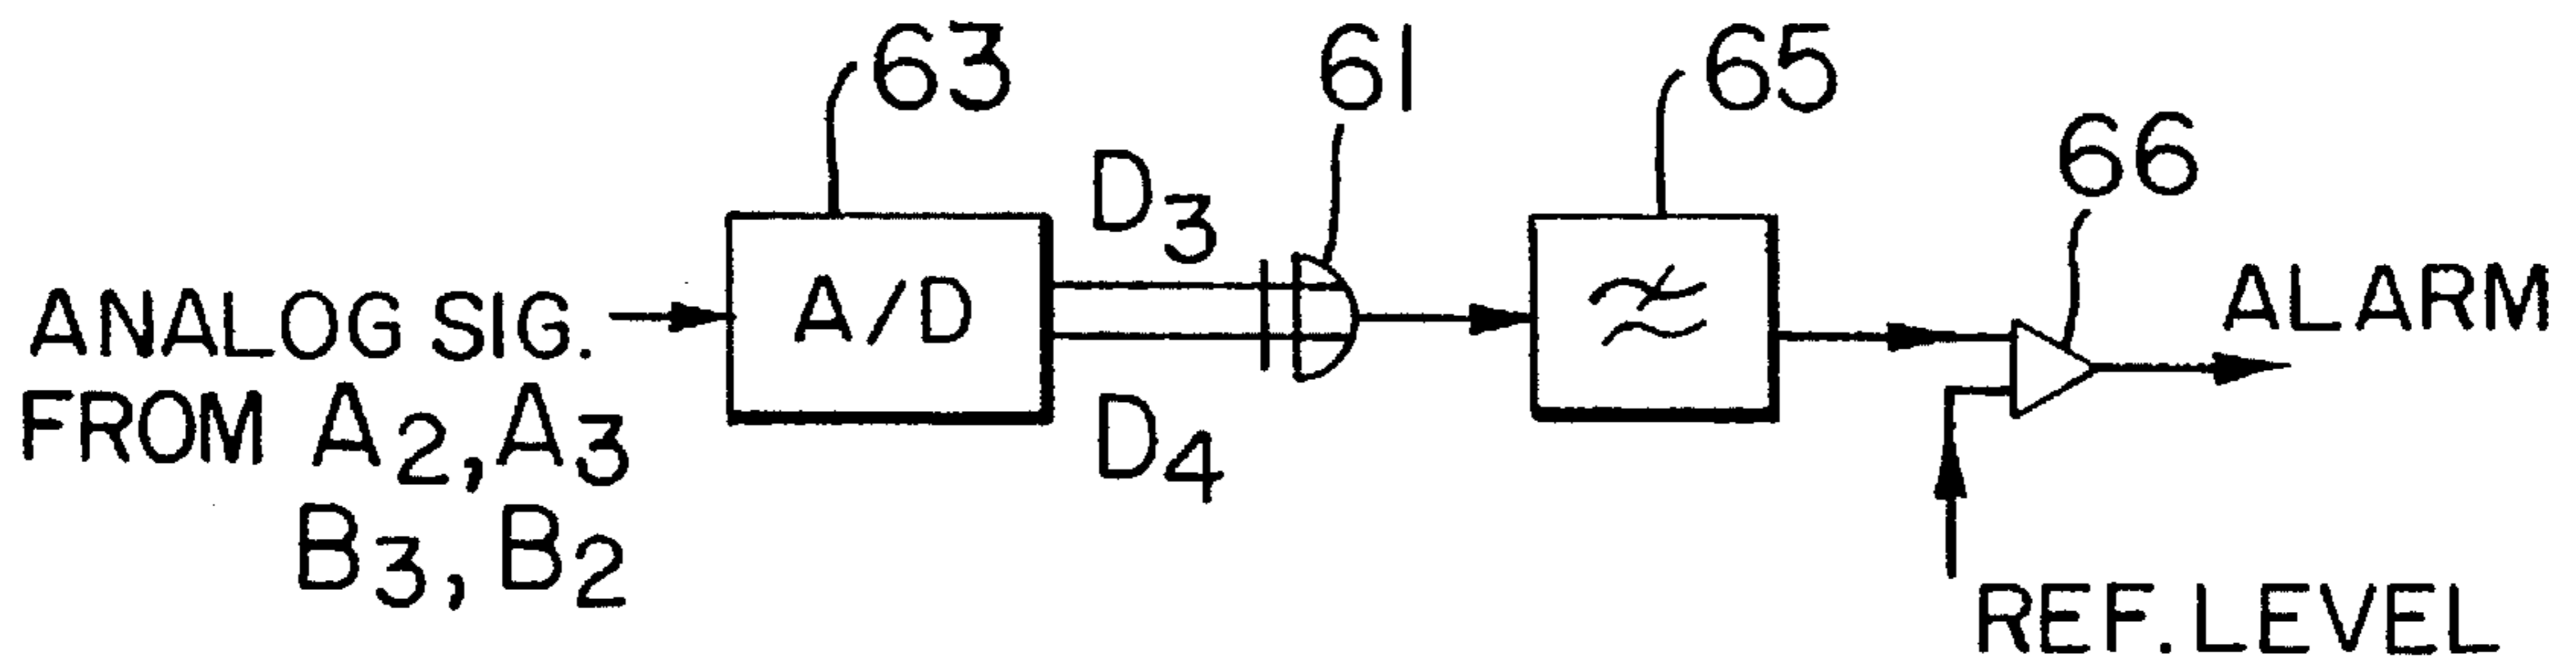 63
61
65
66
D3
A/D
ANALOG SIG.
FROM A2, A3
B3, B2
D4
ALARM
REF. LEVEL